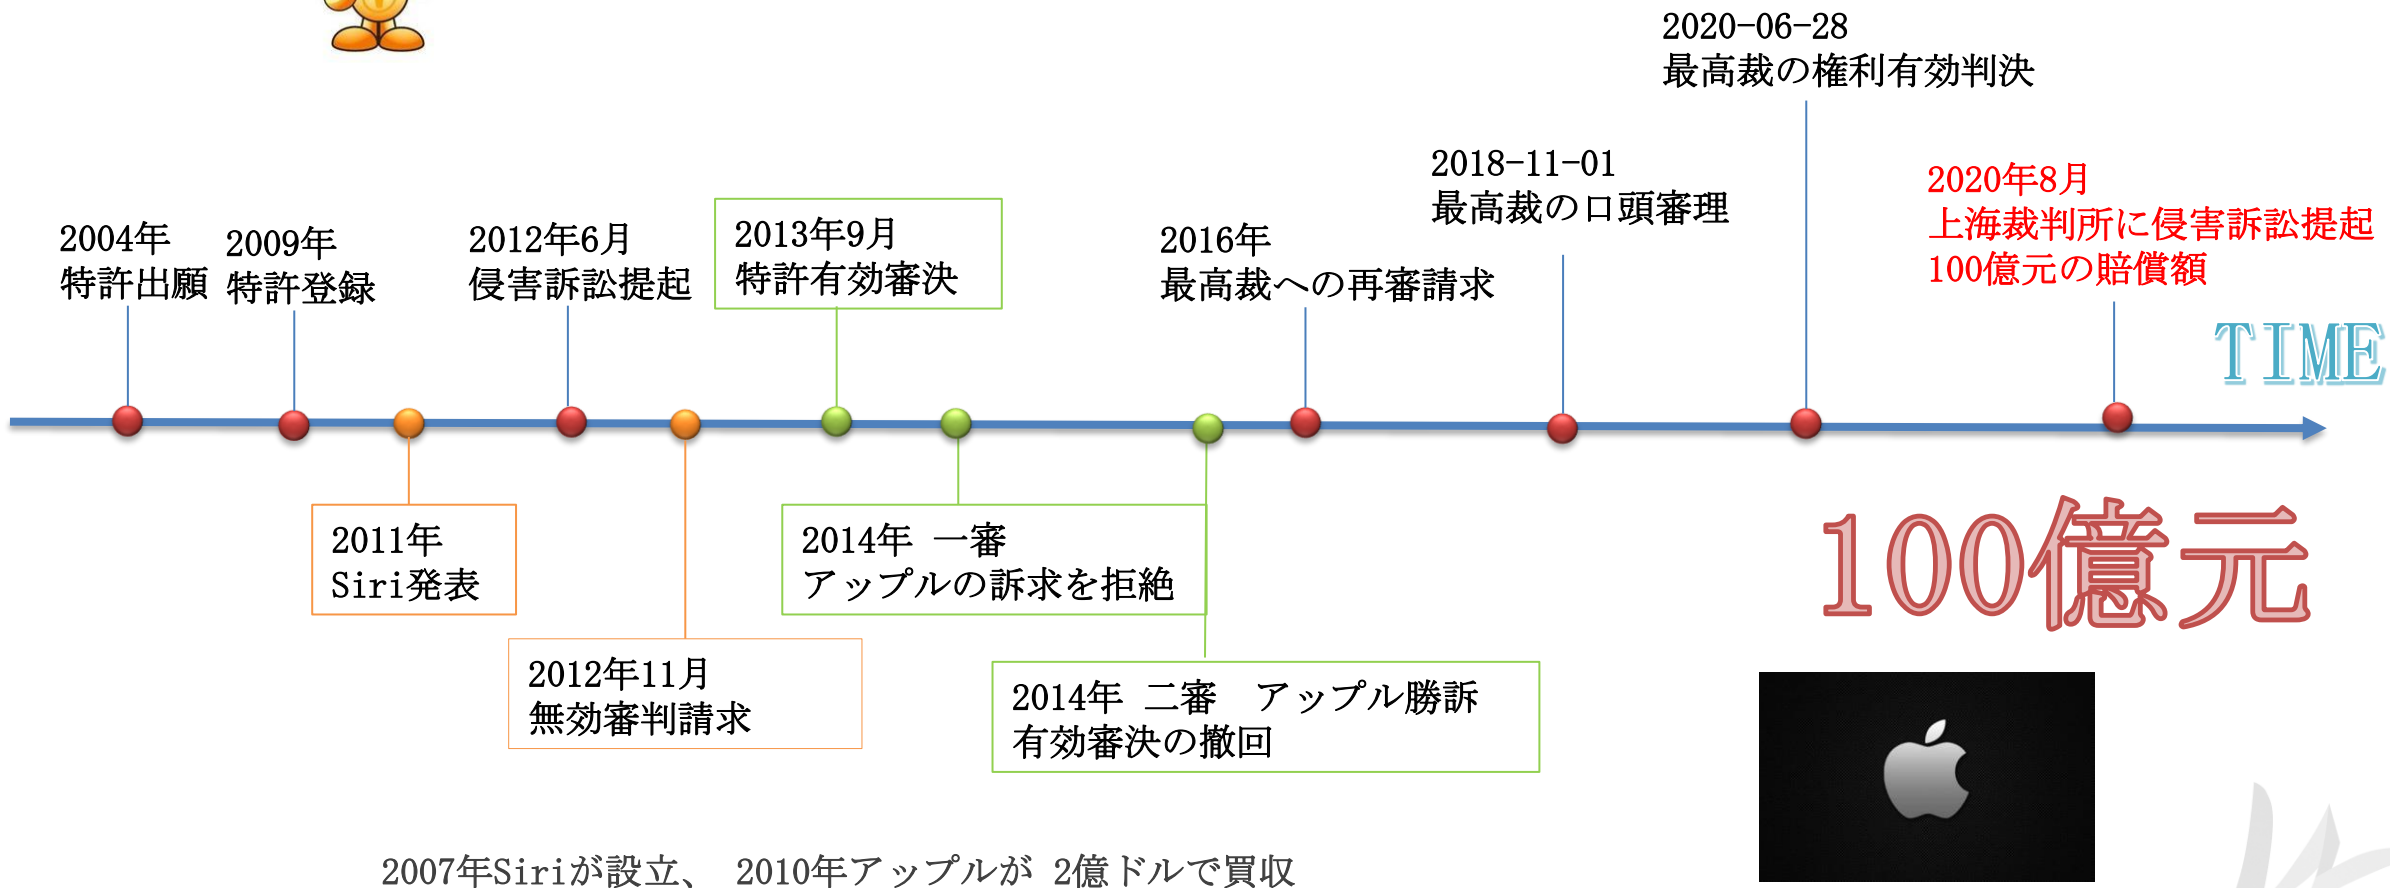 2020-06-28
最高裁の権利有効判決
2018-11-01
最高裁の口頭審理
2020年8月
上海裁判所に侵害訴訟提起
100億元の賠償額
2004年
特許出願
2009年
特許登録
2012年6月
侵害訴訟提起
2013年9月
特許有効審決
2016年
最高裁への再審請求
TIME
2011年
Siri発表
2014年 一審
アップルの訴求を拒絶
100億元
2012年11月
無効審判請求
2014年 二審　アップル勝訴
有効審決の撤回
2007年Siriが設立、 2010年アップルが 2億ドルで買収